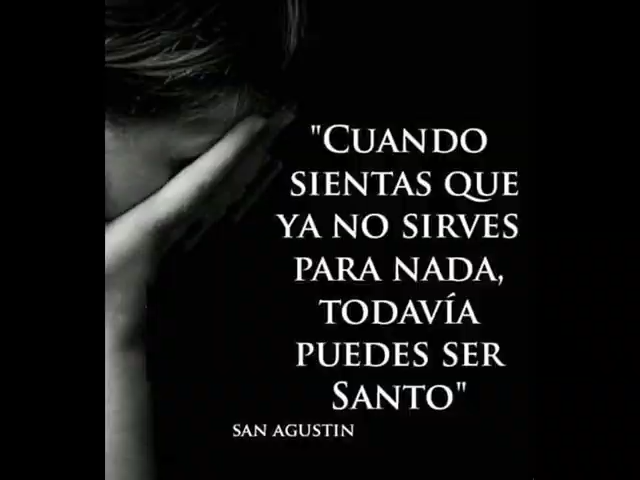 "CUANDO
SIENTAS QUE
YA NO SIRVES
PARA NADA,
TODAVÍA
PUEDES SER
SANTO"
SAN AGUSTIN